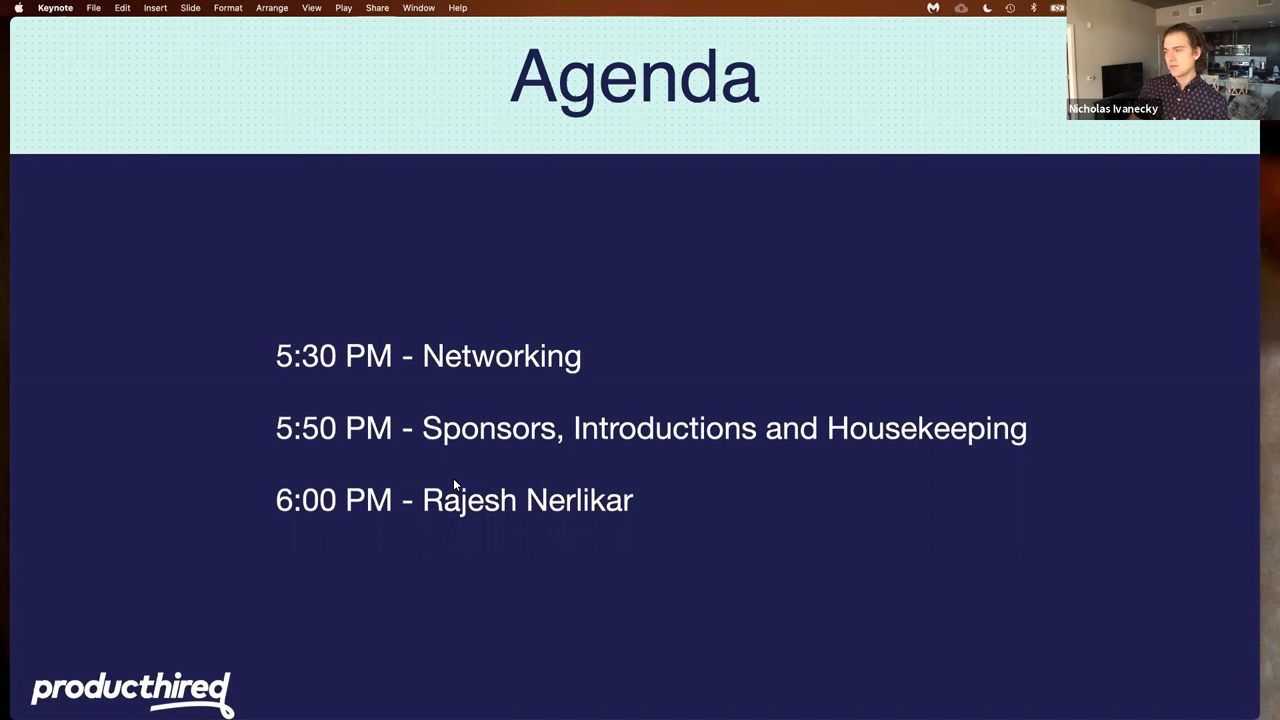 Keynote File Edit Insert Slide Format Arrange View Play Share Window Help
Agenda
Nicholas Ivanecky
5:30 PM - Networking
5:50 PM - Sponsors, Introductions and Housekeeping
6:00 PM - Rajesh Nerlikar
producthired